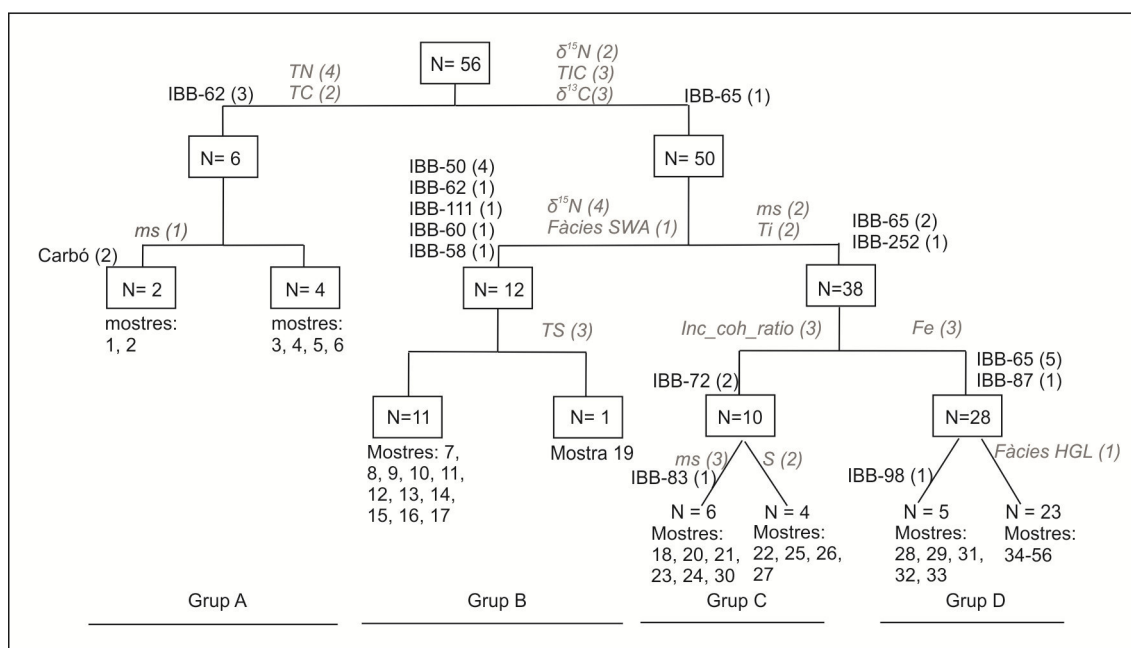 N= 56
TN (4)
TC (2)
δ¹⁵N (2)
TIC (3)
δ¹³C(3)
IBB-62 (3)
IBB-65 (1)
N= 6
N= 50
IBB-50 (4)
IBB-62 (1)
IBB-111 (1)
IBB-60 (1)
IBB-58 (1)
δ¹⁵N (4)
Fàcies SWA (1)
ms (2)
Ti (2)
IBB-65 (2)
IBB-252 (1)
ms (1)
Carbó (2)
N= 2
mostres:
1, 2
N= 4
mostres:
3, 4, 5, 6
N= 12
N=38
TS (3)
Inc_coh_ratio (3)
Fe (3)
IBB-72 (2)
IBB-65 (5)
IBB-87 (1)
N=11
Mostres: 7,
8, 9, 10, 11,
12, 13, 14,
15, 16, 17
N= 1
Mostra 19
N=10
N=28
ms (3)
S (2)
IBB-83 (1)
Fàcies HGL (1)
IBB-98 (1)
N = 6
Mostres:
18, 20, 21,
23, 24, 30
N = 4
Mostres:
22, 25, 26,
27
N = 5
Mostres:
28, 29, 31,
32, 33
N = 23
Mostres:
34-56
Grup A
Grup B
Grup C
Grup D